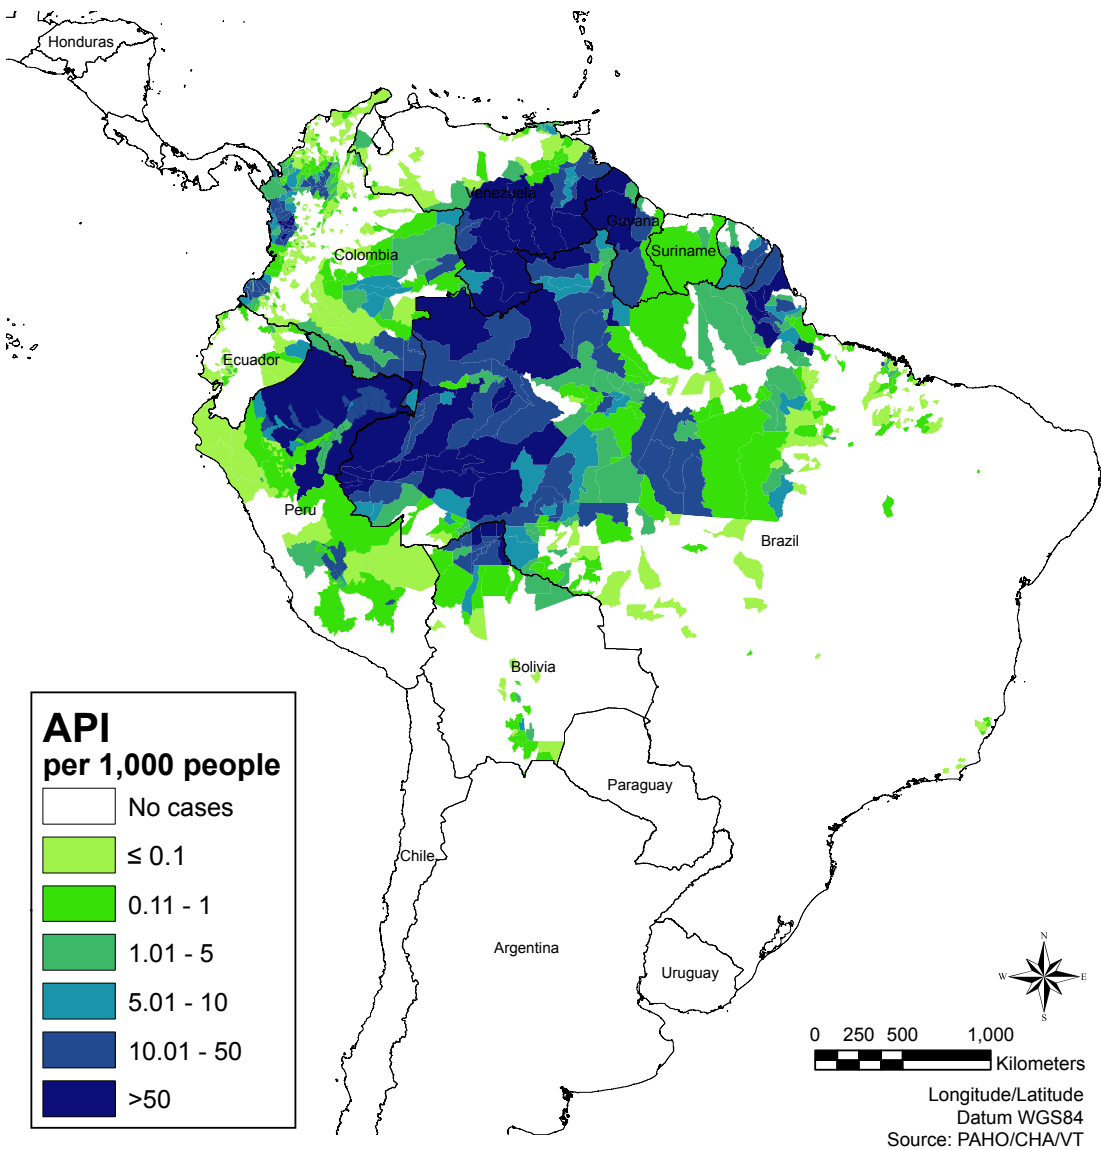 Honduras
Venezuela
Guyana
Suriname
Colombia
Ecuador
Peru
Brazil
Bolivia
Paraguay
Chile
Argentina
Uruguay
API
per 1,000 people
No cases
≤ 0.1
0.11 - 1
1.01 - 5
5.01 - 10
10.01 - 50
>50
N
W E
S
0 250 500 1,000
Kilometers
Longitude/Latitude
Datum WGS84
Source: PAHO/CHA/VT